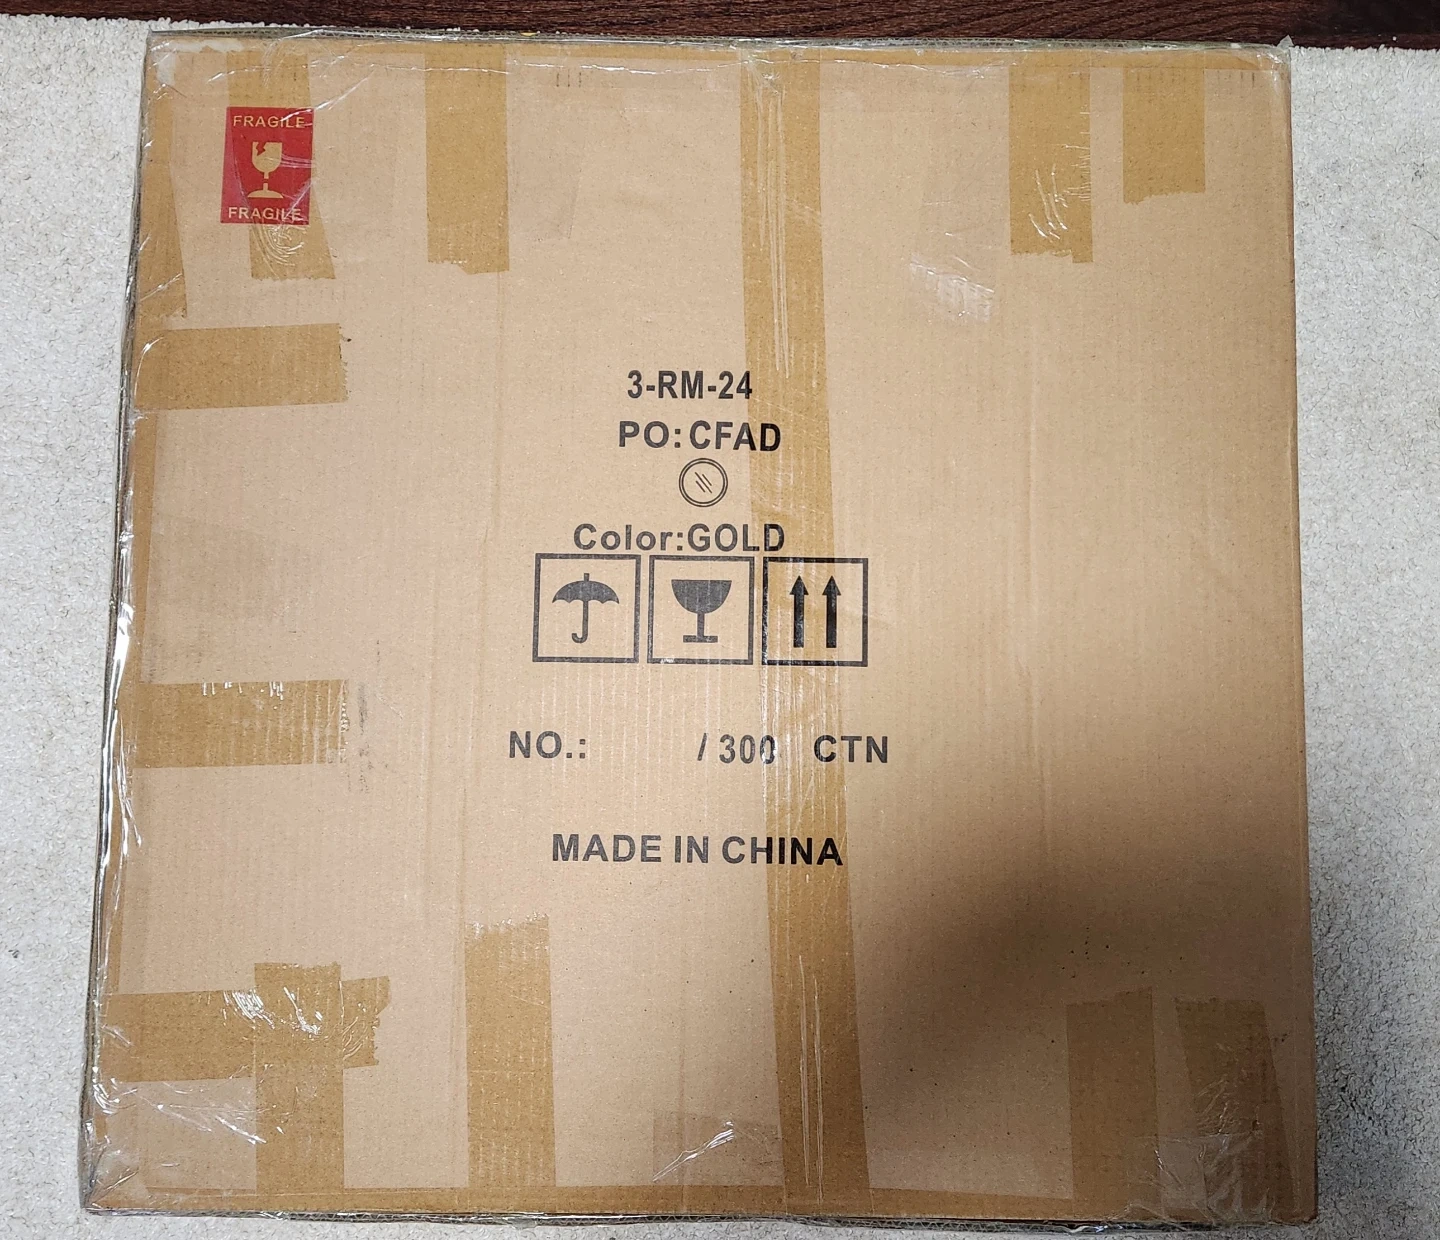 FRAGILE
FRAGILE
3-RM-24
PO:CFAD
Color:GOLD
NO.: / 300 CTN
MADE IN CHINA